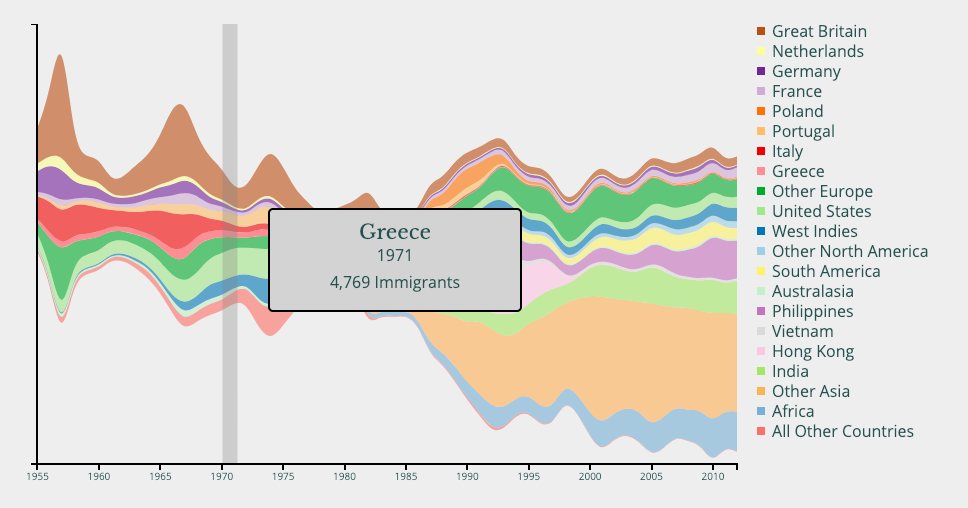 Great Britain
Netherlands
Germany
France
Poland
Portugal
Italy
Greece
Other Europe
United States
West Indies
Other North America
South America
Australasia
Philippines
Vietnam
Hong Kong
India
Other Asia
Africa
All Other Countries
Greece
1971
4,769 Immigrants
1955 1960 1965 1970 1975 1980 1985 1990 1995 2000 2005 2010